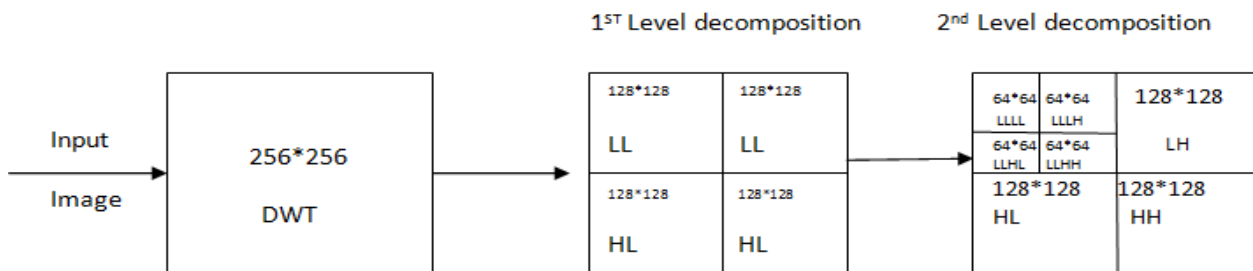 1ST Level decomposition
2nd Level decomposition
Input
Image
256*256
DWT
128*128
128*128
LL
LL
128*128
128*128
HL
HL
64*64
64*64
LLLL
LLLH
64*64
64*64
LLHL
LLHH
128*128
LH
128*128
HL
128*128
HH